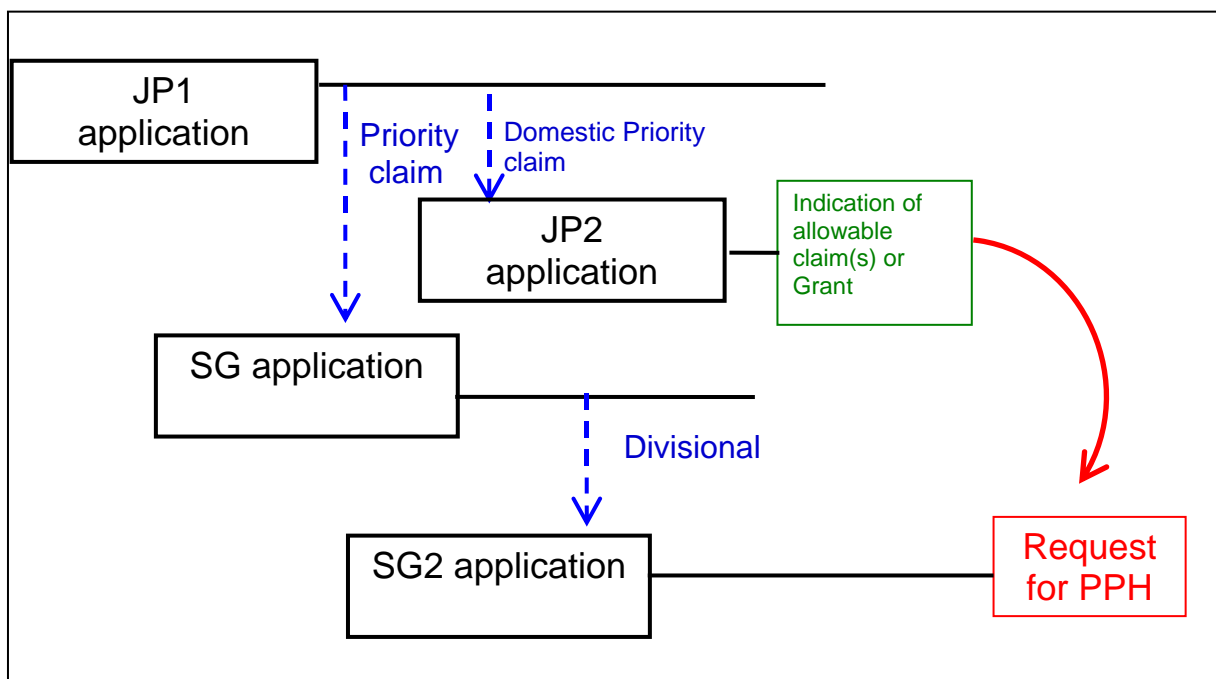 JP1
application
Priority
claim
Domestic Priority
claim
JP2
application
Indication of
allowable
claim(s) or
Grant
SG application
Divisional
SG2 application
Request
for PPH